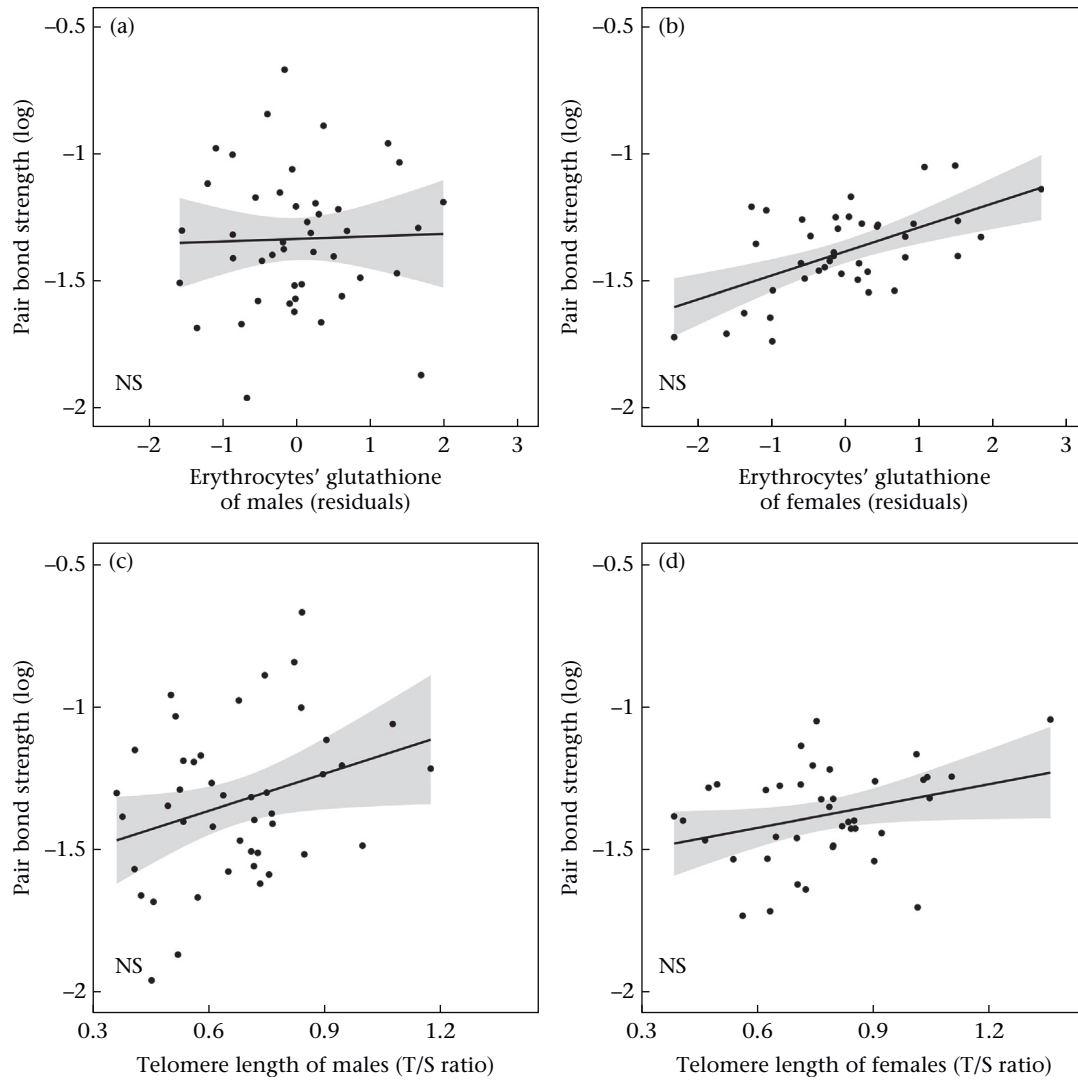 (a)
–0.5
–1
–1.5
–2
Pair bond strength (log)
NS
–2 –1 0 1 2 3
Erythrocytes’ glutathione
of males (residuals)
(b)
–0.5
–1
–1.5
–2
Pair bond strength (log)
NS
–2 –1 0 1 2 3
Erythrocytes’ glutathione
of females (residuals)
(c)
–0.5
–1
–1.5
–2
Pair bond strength (log)
NS
0.3 0.6 0.9 1.2
Telomere length of males (T/S ratio)
(d)
–0.5
–1
–1.5
–2
Pair bond strength (log)
NS
0.3 0.6 0.9 1.2
Telomere length of females (T/S ratio)